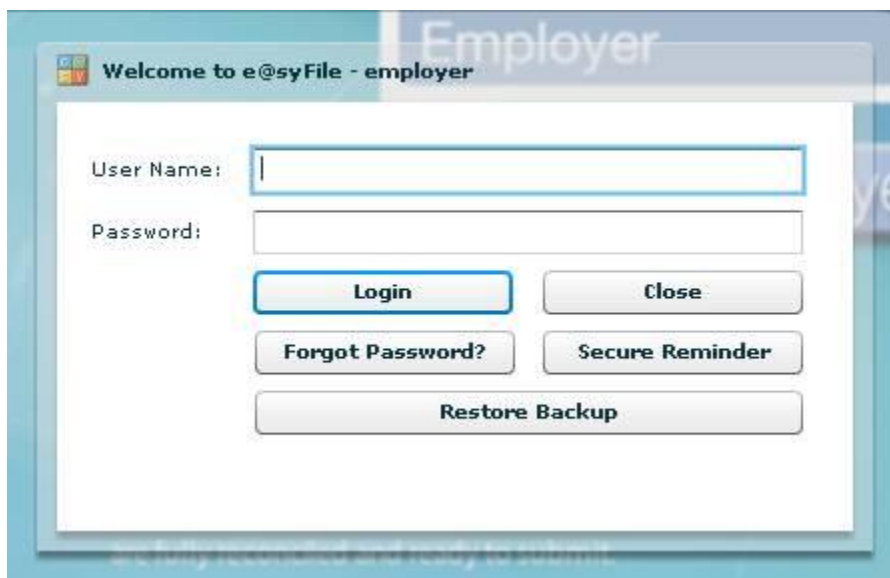 Employer
Welcome to e@syFile - employer
User Name:
Password:
Login Close
Forgot Password? Secure Reminder
Restore Backup
are fully reconciled and ready to submit.